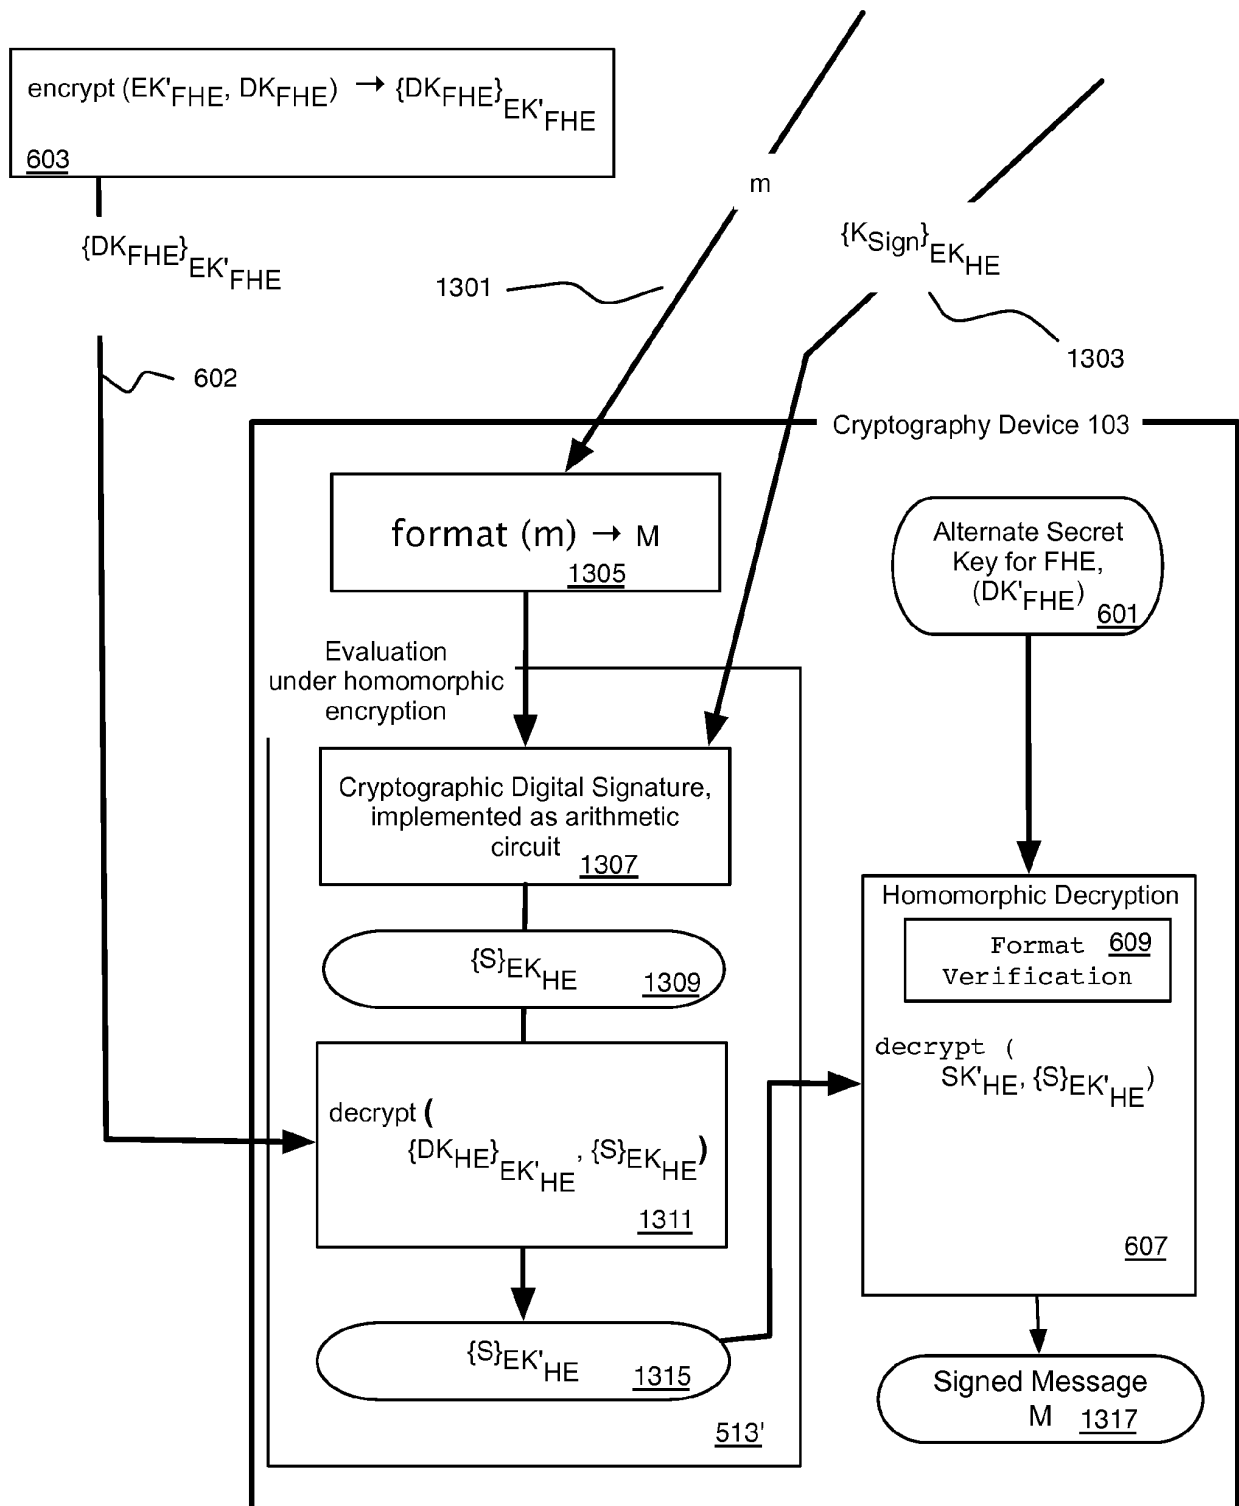 encrypt (EK'FHE, DKFHE) → {DKFHE}EK'FHE
603
{DKFHE}EK'FHE
602
m
1301
{KSign}EKHE
1303
Cryptography Device 103
format (m) → M
1305
Evaluation
under homomorphic
encryption
Cryptographic Digital Signature,
implemented as arithmetic
circuit
1307
{S}EKHE
1309
decrypt (
{DKHE}EK'HE, {S}EKHE)
1311
{S}EK'HE
1315
513'
Alternate Secret
Key for FHE,
(DK'FHE)
601
Homomorphic Decryption
Format 609
Verification
decrypt (
SK'HE, {S}EK'HE)
607
Signed Message
M 1317